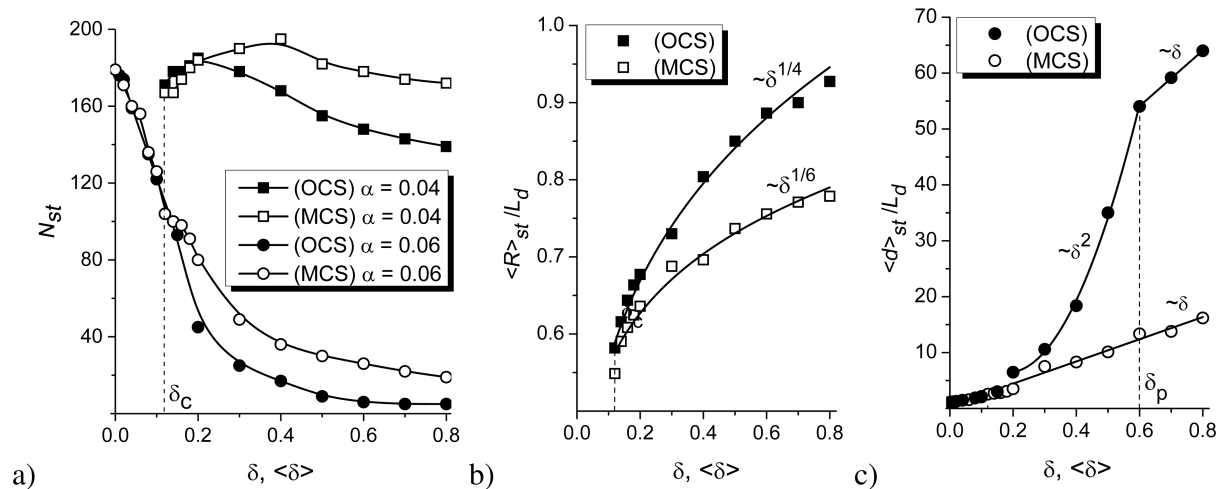 200
160
120
80
40
N_st
(OCS) α = 0.04
(MCS) α = 0.04
(OCS) α = 0.06
(MCS) α = 0.06
δ_c
0.0 0.2 0.4 0.6 0.8
δ, <δ>
a)
1.0
0.9
0.8
0.7
0.6
<R>_st/L_d
(OCS)
(MCS)
~δ^1/4
~δ^1/6
c
0.0 0.2 0.4 0.6 0.8
δ, <δ>
b)
70
60
50
40
30
20
10
<d>_st/L_d
(OCS)
(MCS)
~δ
~δ^2
~δ
δ_p
0.0 0.2 0.4 0.6 0.8
δ, <δ>
c)